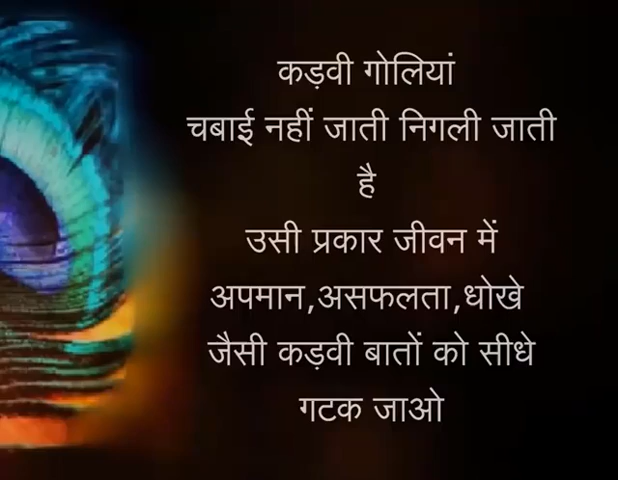 कड़वी गोलियां
चबाई नहीं जाती निगली जाती
है
उसी प्रकार जीवन में
अपमान,असफलता,धोखे
जैसी कड़वी बातों को सीधे
गटक जाओ